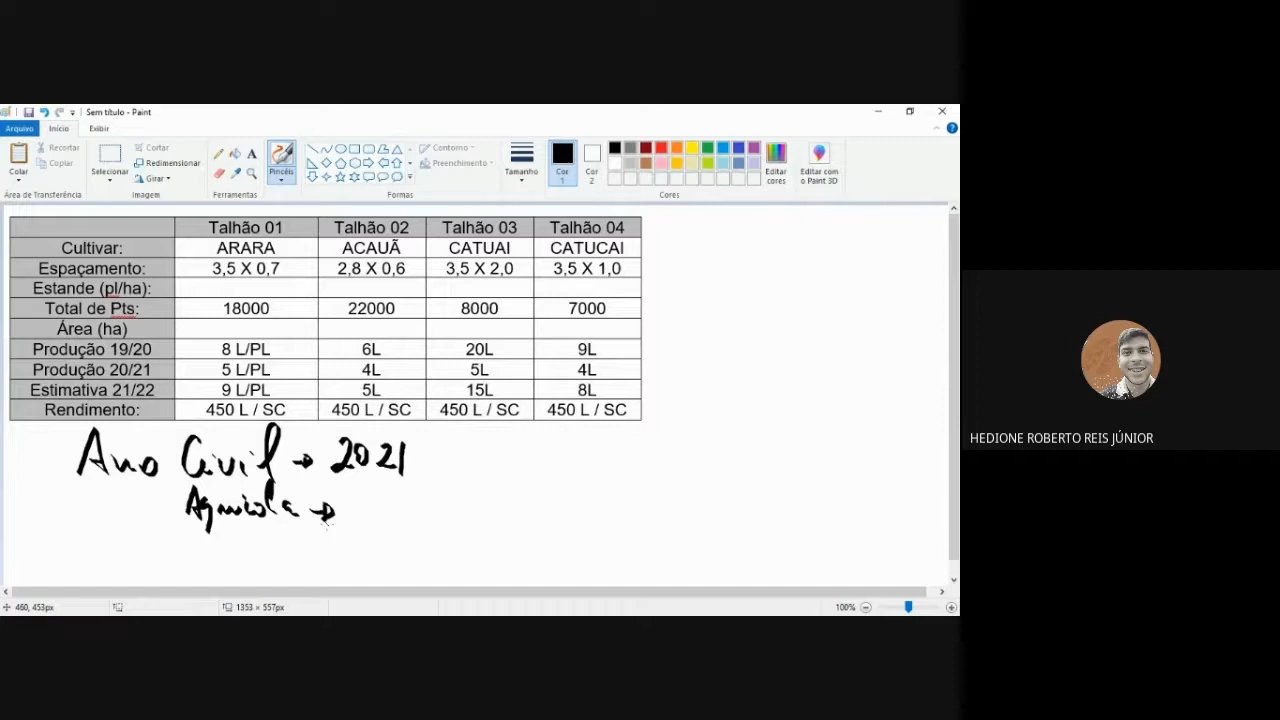 Sem título - Paint
Arquivo Início Exibir
Colar
Recortar
Copiar
Área de Transferência
Selecionar
Cortar
Redimensionar
Girar
Imagem
Ferramentas
Pincéis
Contorno
Preenchimento
Formas
Tamanho
Cor 1
Cor 2
Editar cores
Editar com o Paint 3D
Cores
Talhão 01 Talhão 02 Talhão 03 Talhão 04
Cultivar: ARARA ACAUÃ CATUAI CATUCAI
Espaçamento: 3,5 X 0,7 2,8 X 0,6 3,5 X 2,0 3,5 X 1,0
Estande (pl/ha):
Total de Pts: 18000 22000 8000 7000
Área (ha)
Produção 19/20 8 L/PL 6L 20L 9L
Produção 20/21 5 L/PL 4L 5L 4L
Estimativa 21/22 9 L/PL 5L 15L 8L
Rendimento: 450 L / SC 450 L / SC 450 L / SC 450 L / SC
Ano Civil → 2021
Agrícola →
HEDIONE ROBERTO REIS JÚNIOR
460, 453px 1353 × 557px 100%